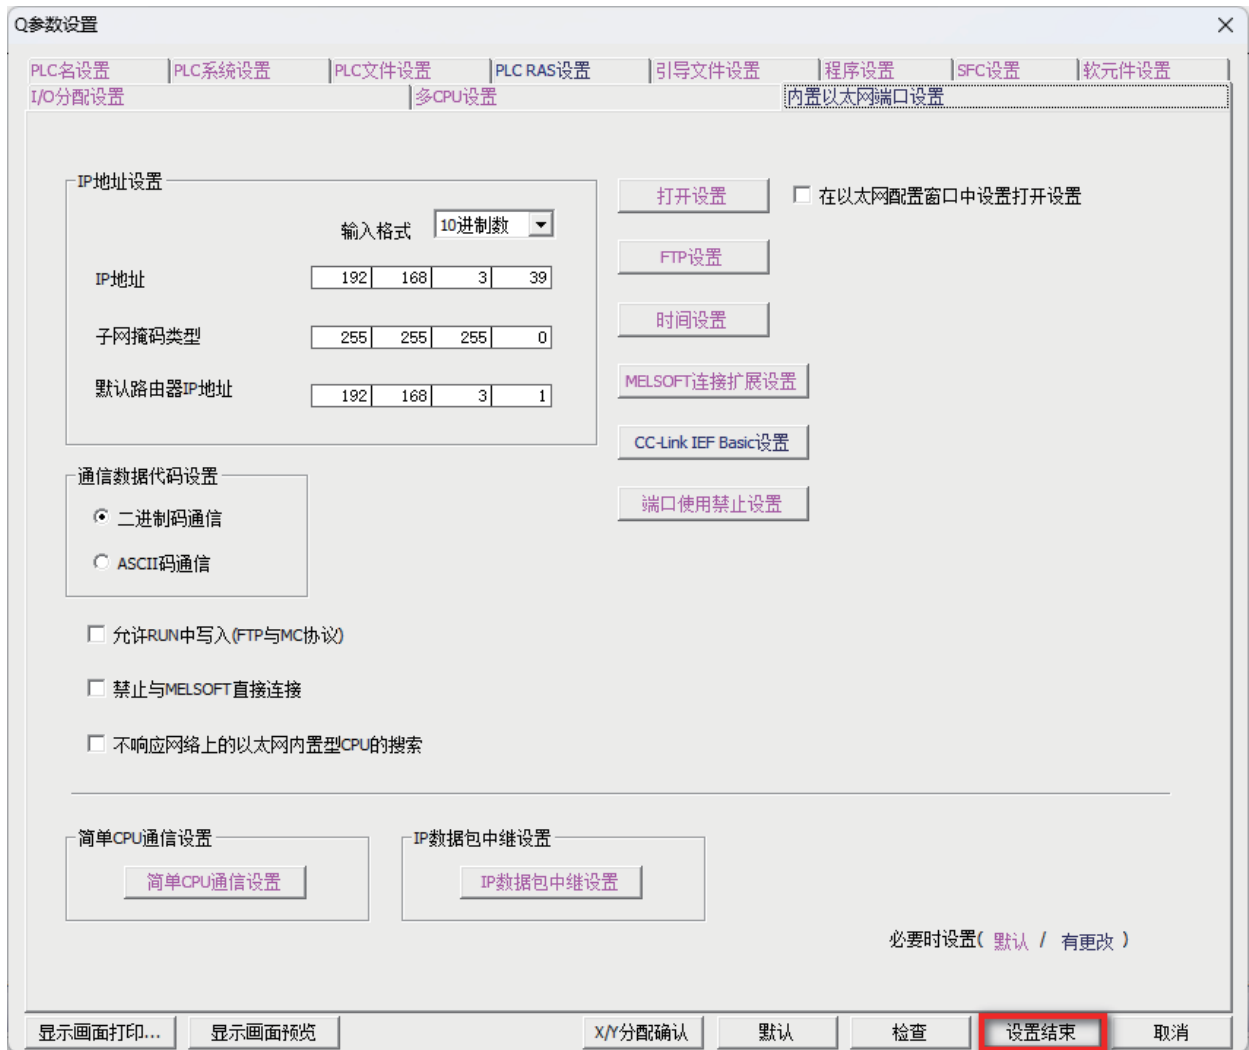 Q参数设置
PLC名设置 PLC系统设置 PLC文件设置 PLC RAS设置 引导文件设置 程序设置 SFC设置 软元件设置
I/O分配设置 多CPU设置 内置以太网端口设置
IP地址设置
输入格式 10进制数
IP地址 192 168 3 39
子网掩码类型 255 255 255 0
默认路由器IP地址 192 168 3 1
打开设置 在以太网配置窗口中设置打开设置
FTP设置
时间设置
MELSOFT连接扩展设置
CC-Link IEF Basic设置
端口使用禁止设置
通信数据代码设置
二进制码通信
ASCII码通信
允许RUN中写入(FTP与MC协议)
禁止与MELSOFT直接连接
不响应网络上的以太网内置型CPU的搜索
简单CPU通信设置
简单CPU通信设置
IP数据包中继设置
IP数据包中继设置
必要时设置( 默认 / 有更改 )
显示画面打印... 显示画面预览 X/Y分配确认 默认 检查 设置结束 取消